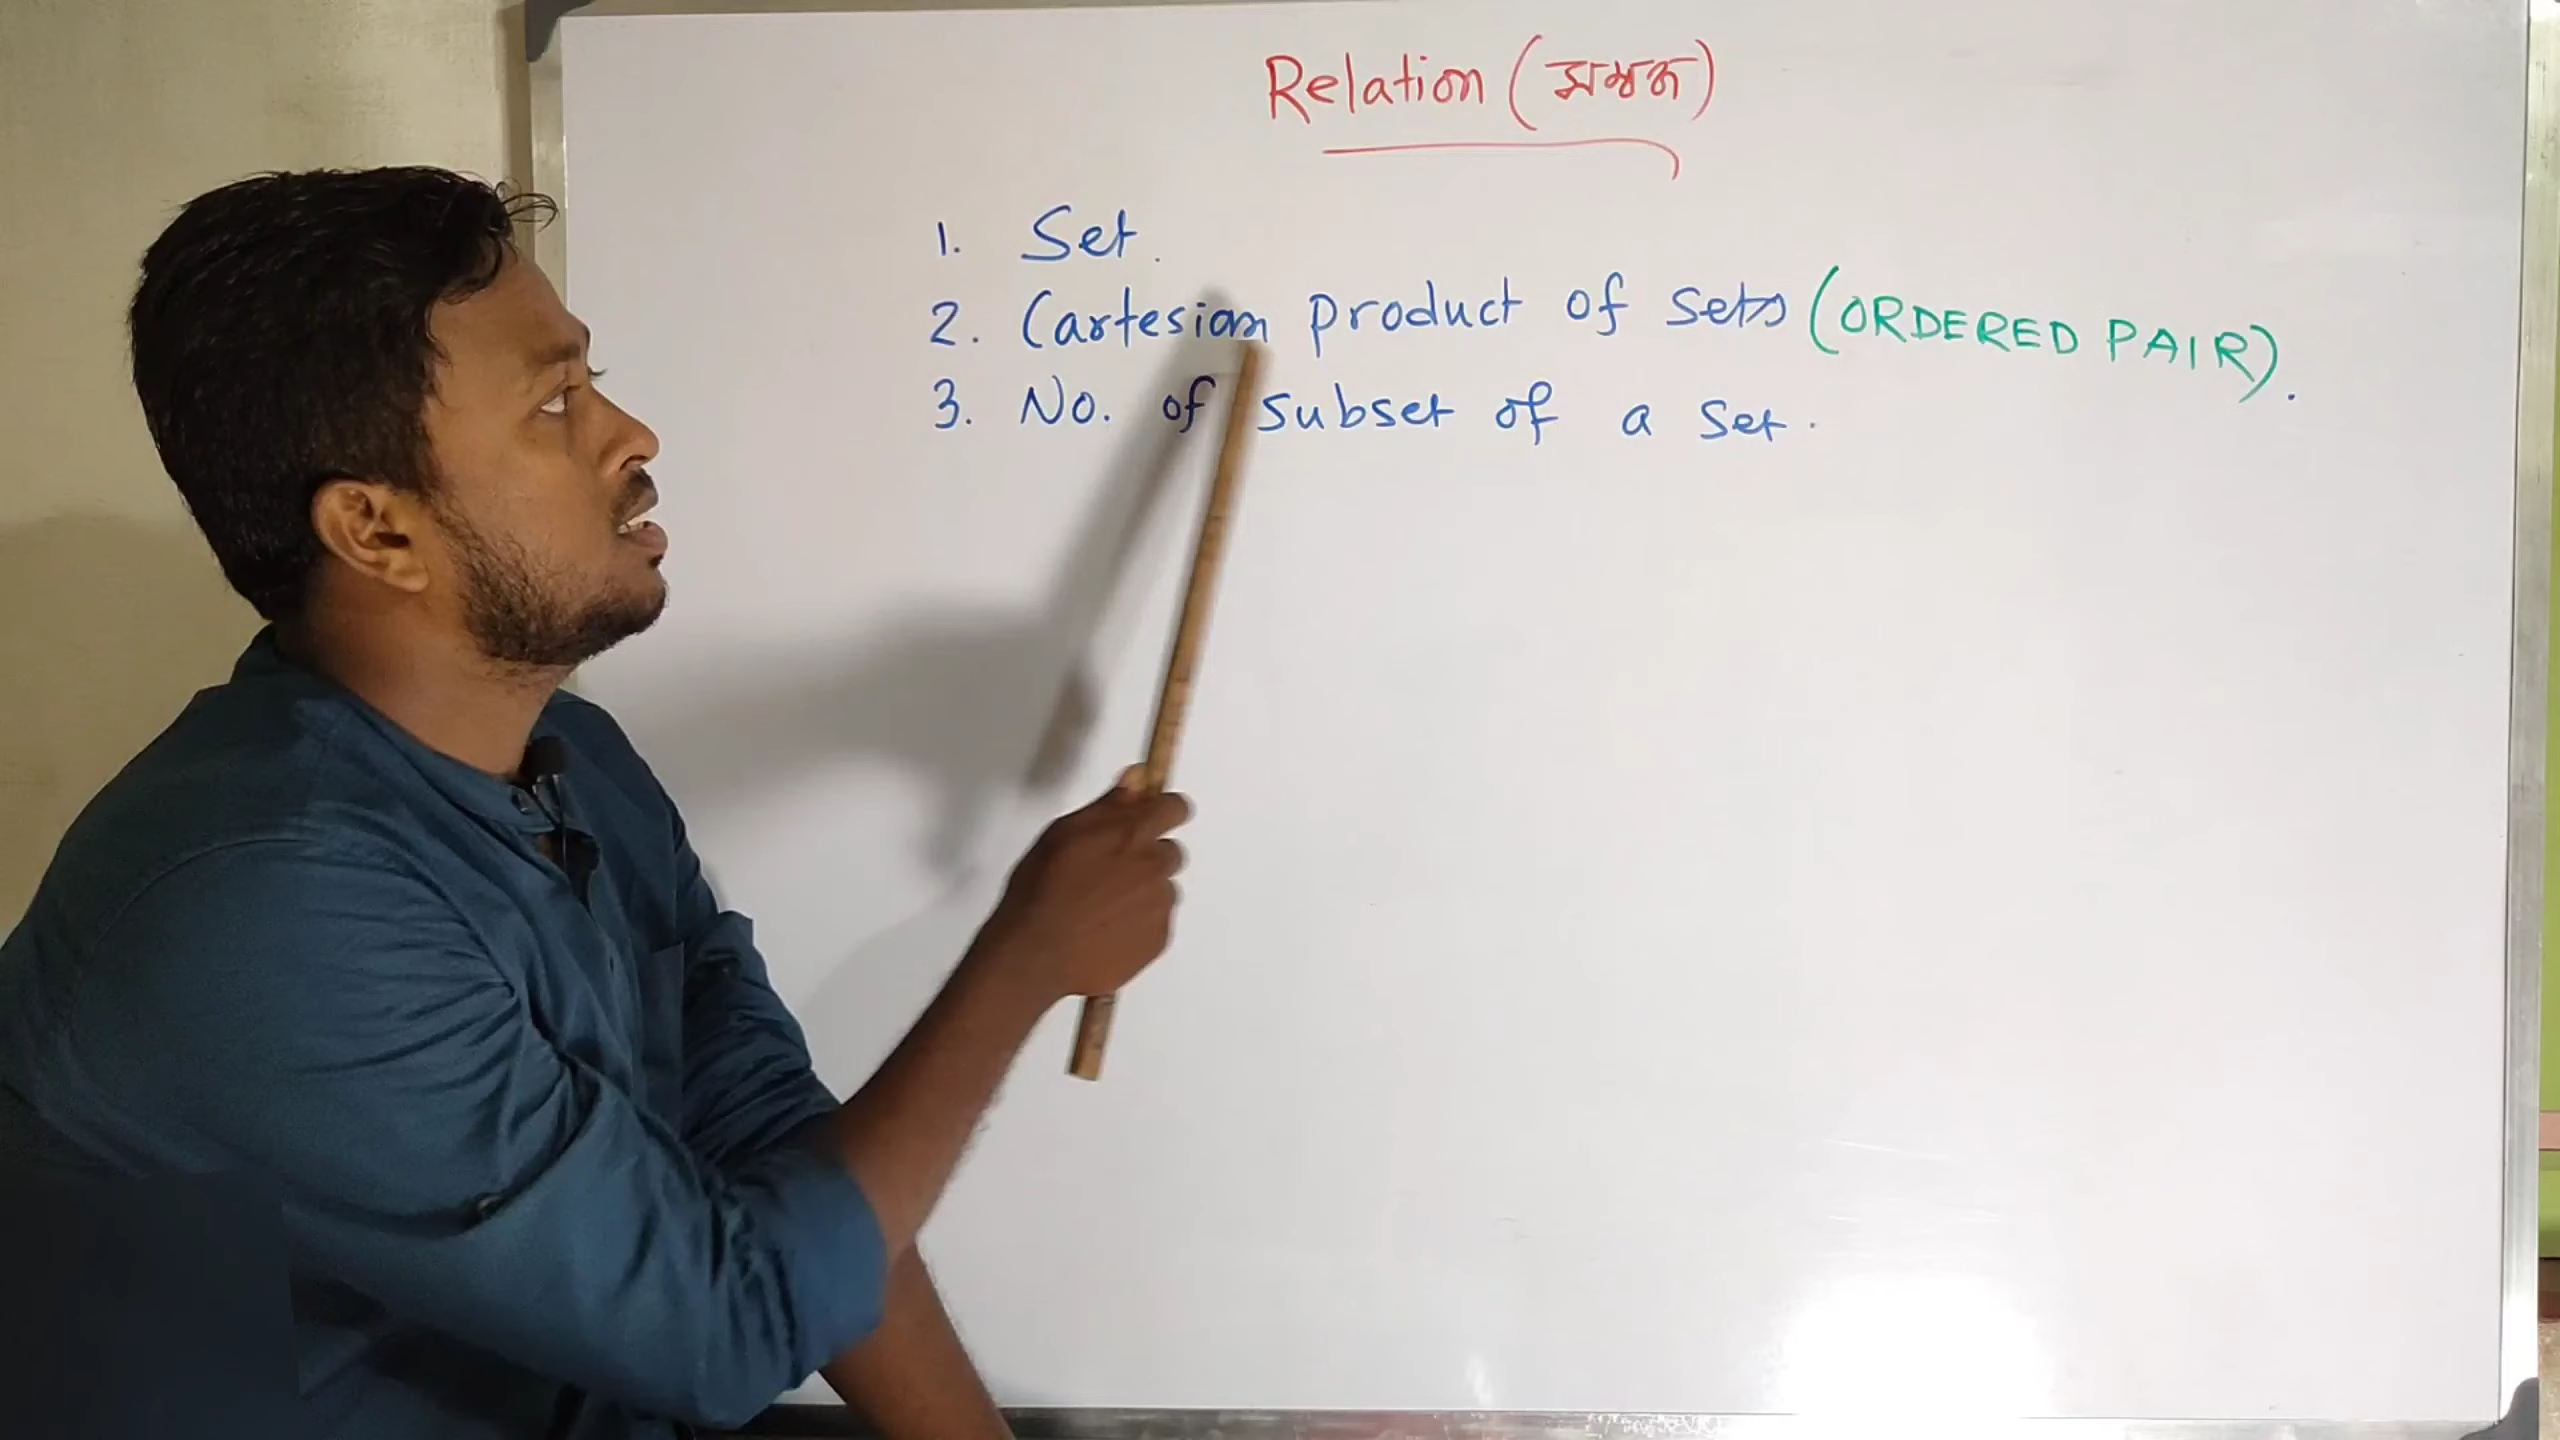 Relation (সম্বন্ধ)
1. Set.
2. Cartesian product of sets (ORDERED PAIR).
3. No. of subset of a set.